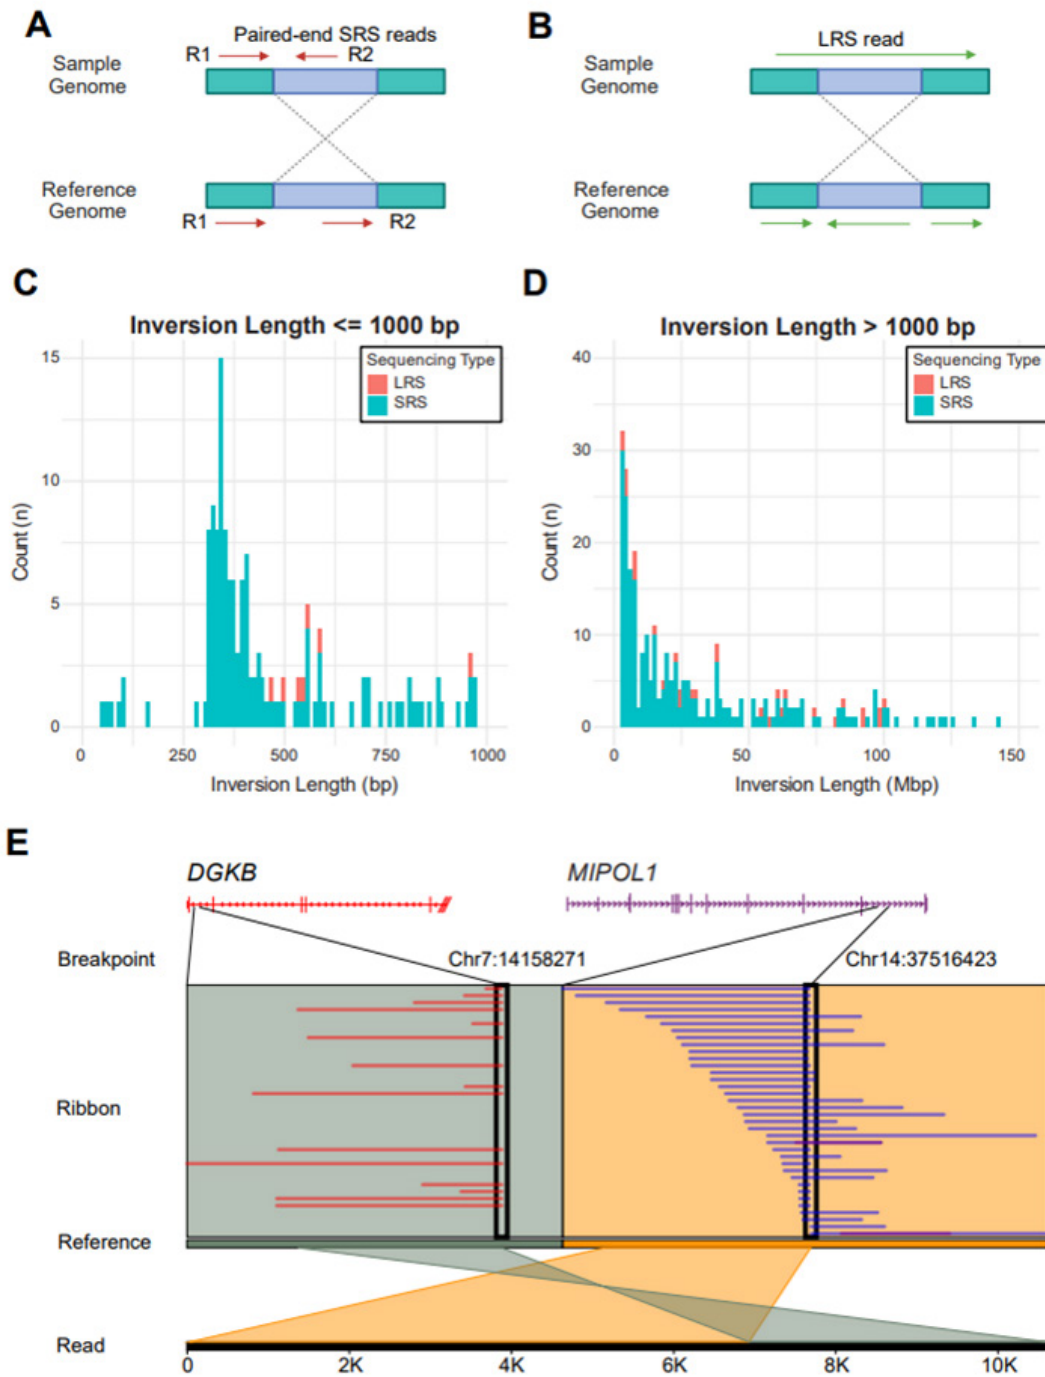 A
Paired-end SRS reads
R1
R2
Sample
Genome
Reference
Genome
R1
R2
B
LRS read
Sample
Genome
Reference
Genome
C
Inversion Length <= 1000 bp
Sequencing Type
LRS
SRS
Count (n)
15
10
5
0
0
250
500
750
1000
Inversion Length (bp)
D
Inversion Length > 1000 bp
Sequencing Type
LRS
SRS
Count (n)
40
30
20
10
0
0
50
100
150
Inversion Length (Mbp)
E
DGKB
MIPOL1
Breakpoint
Chr7:14158271
Chr14:37516423
Ribbon
Reference
Read
0
2K
4K
6K
8K
10K